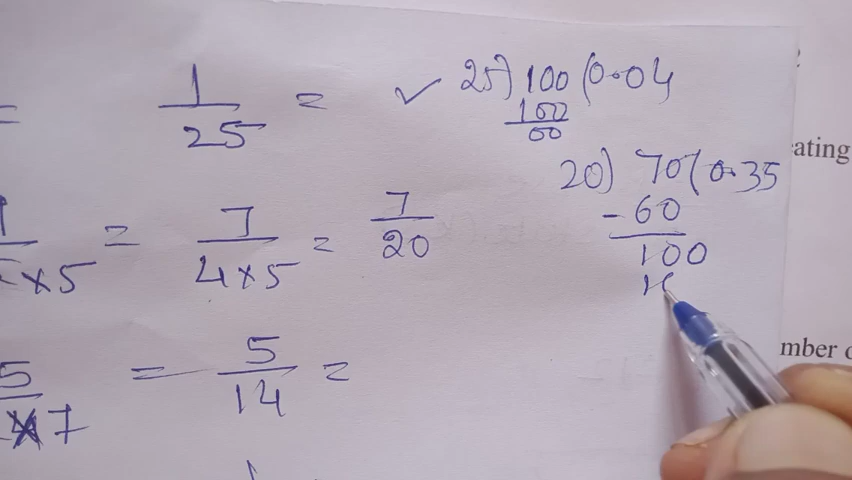 = 1/25 = ✓ 25)100(0.04
100
00
×5 = 7/4×5 = 7/20
20)70(0.35
-60
100
5/×7 = 5/14 =
ating
mber